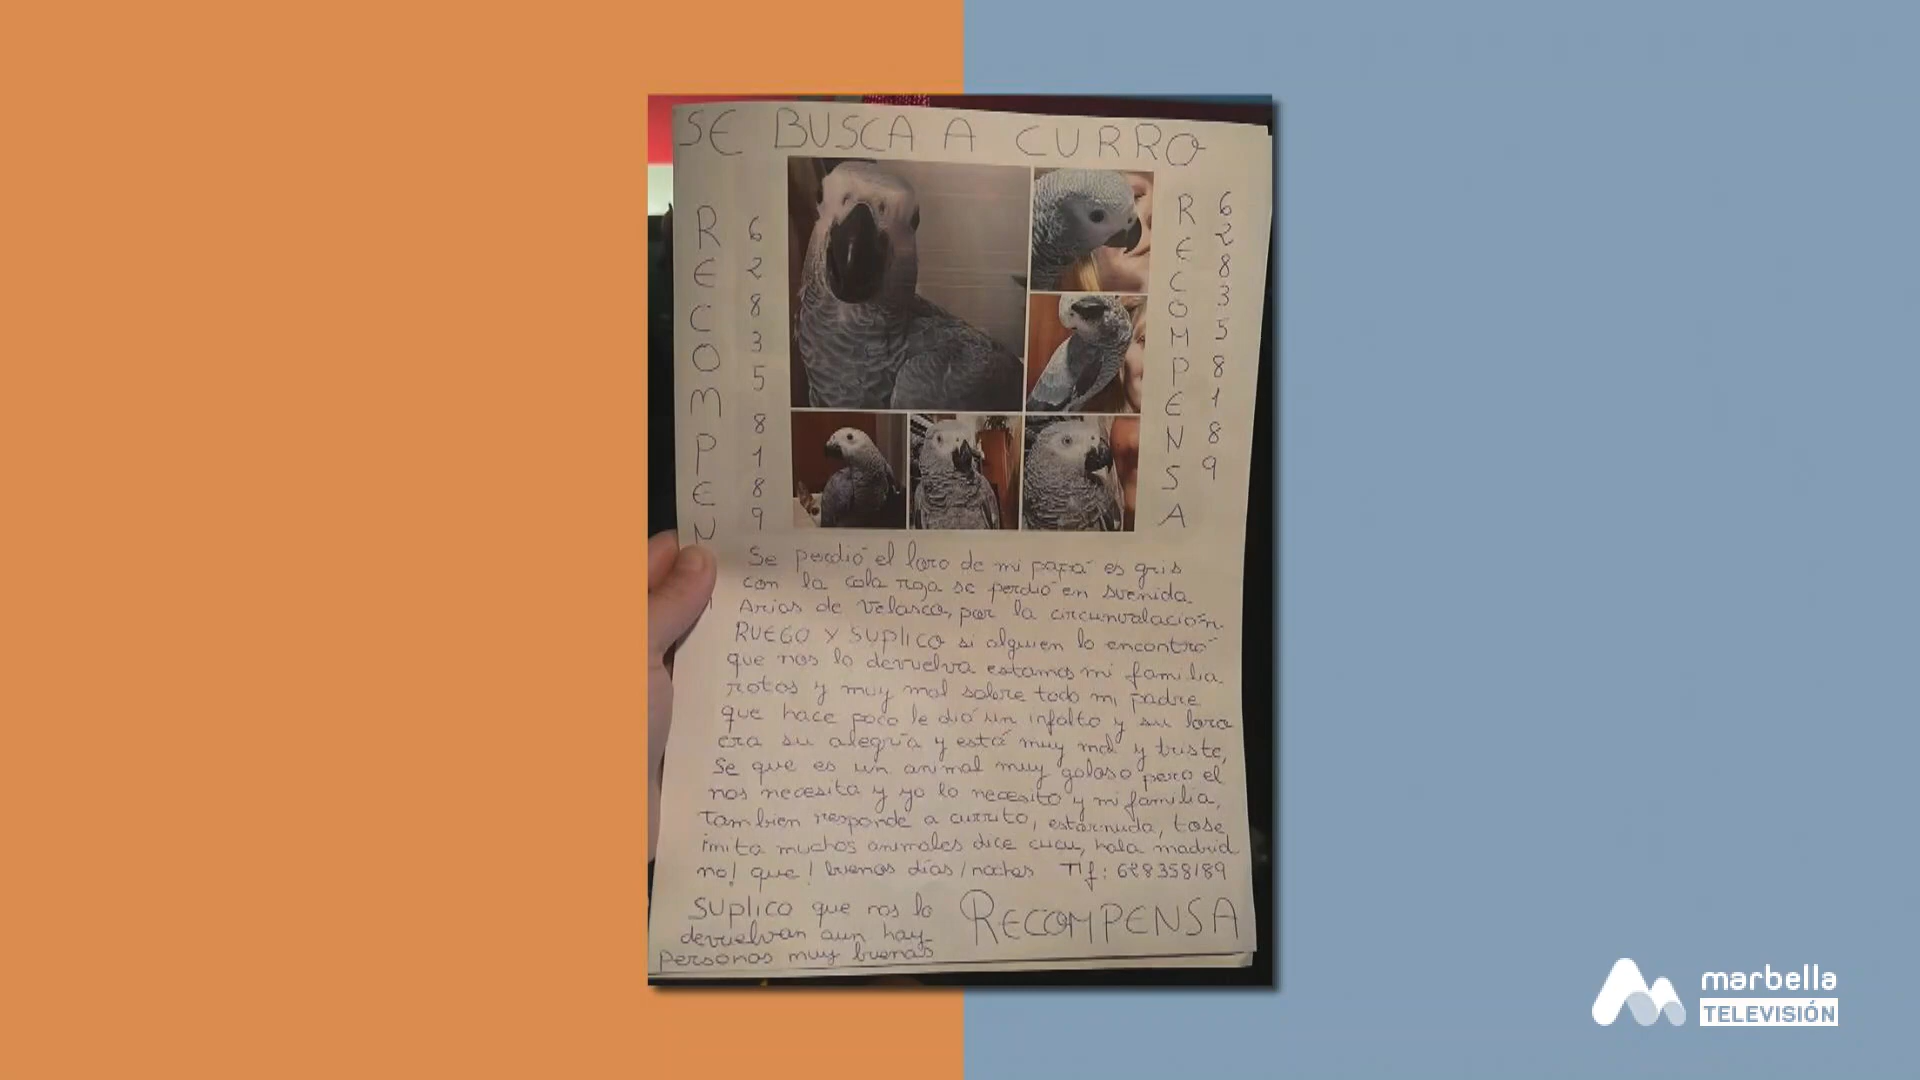 SE BUSCA A CURRO
RECOMPEN
628358189
RECOMPENSA
628358189
Se perdió el loro de mi papá es gris
con la cola roja se perdió en avenida
Arias de Velasco, por la circunvalación
RUEGO Y SUPLICO si alguien lo encontró
que nos lo devuelva estamos mi familia
rotos y muy mal sobre todo mi padre
que hace poco le dió un infalto y su loro
era su alegría y está muy mal y triste,
Se que es un animal muy goloso pero el
nos necesita y yo lo necesito y mi familia,
Tambien responde a currito, estarnuda, tose,
imita muchos animales dice cucu, hala madrid
no! que! buenos días/noches Tlf: 628358189
SUPLICO que nos lo
devuelvan aun hay
personas muy buenas
RECOMPENSA
marbella
TELEVISIÓN